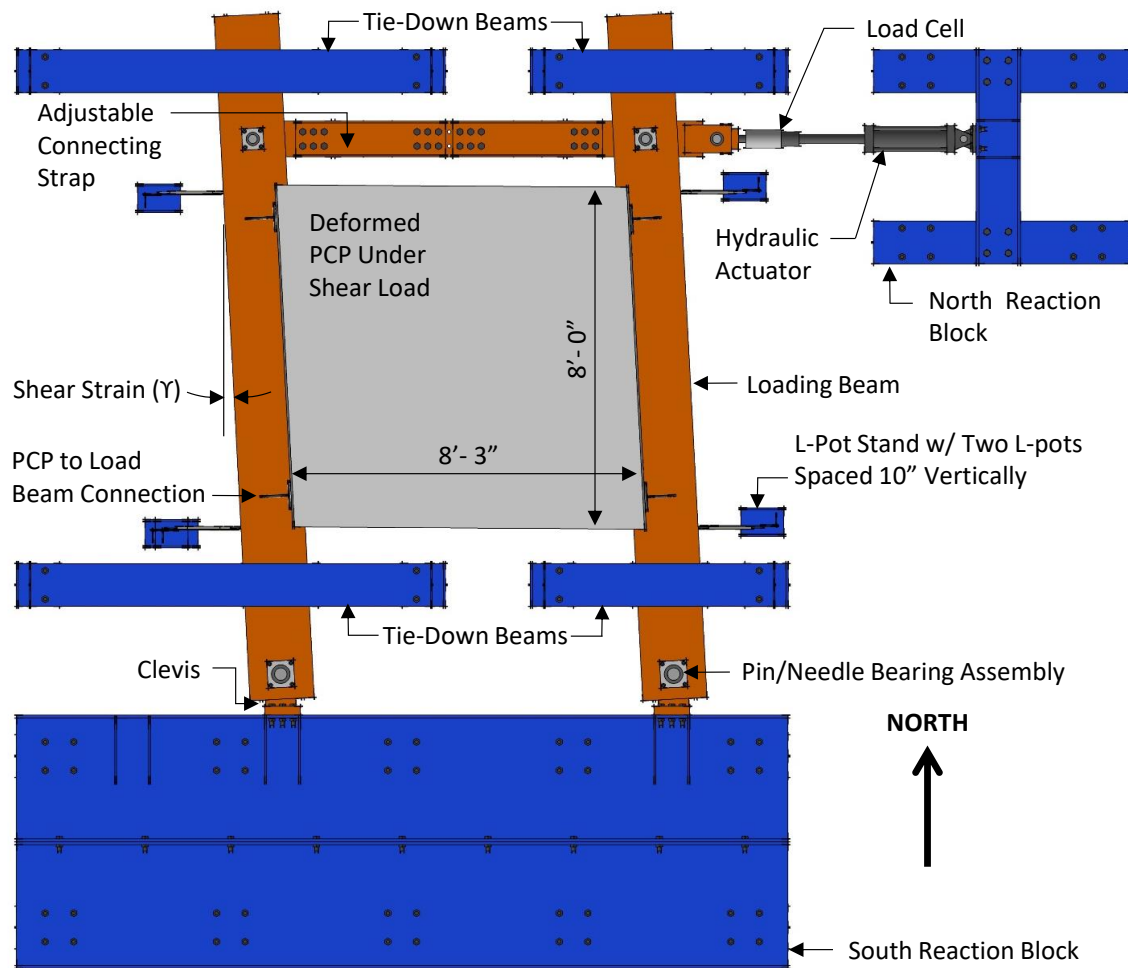 Tie-Down Beams
Load Cell
Adjustable
Connecting
Strap
Deformed
PCP Under
Shear Load
Hydraulic
Actuator
North Reaction
Block
8’- 0”
Shear Strain (ϒ)
Loading Beam
8’- 3”
PCP to Load
Beam Connection
L-Pot Stand w/ Two L-pots
Spaced 10” Vertically
Tie-Down Beams
Clevis
Pin/Needle Bearing Assembly
NORTH
South Reaction Block